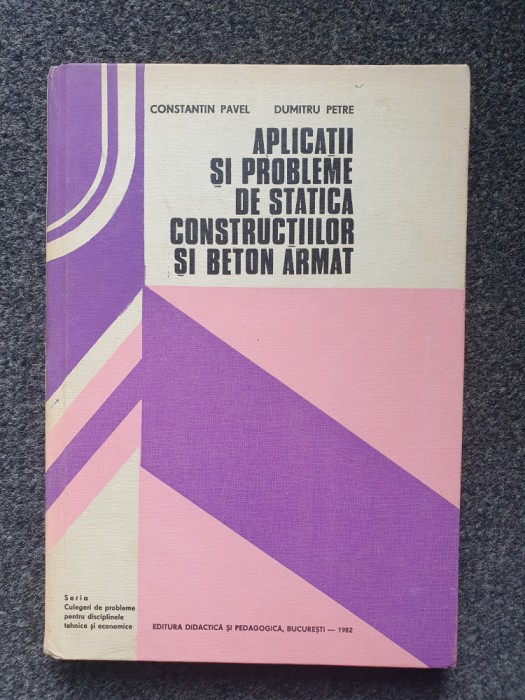 CONSTANTIN PAVEL DUMITRU PETRE
APLICAȚII
ȘI PROBLEME
DE STATICA
CONSTRUCȚIILOR
ȘI BETON ARMAT
Seria
Culegeri de probleme
pentru disciplinele
tehnice și economice
EDITURA DIDACTICĂ ȘI PEDAGOGICĂ, BUCUREȘTI — 1982